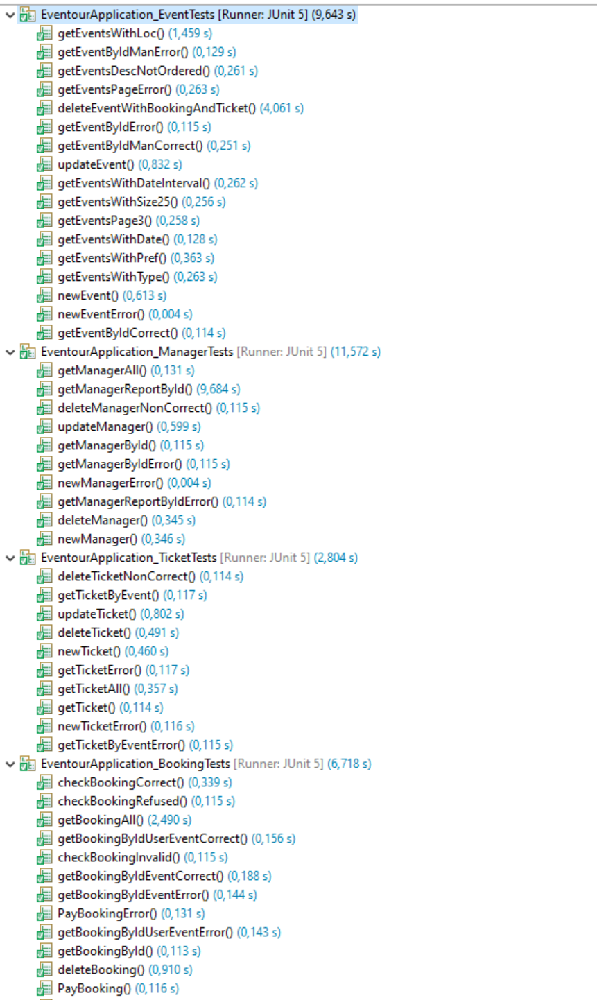 EventourApplication_EventTests [Runner: JUnit 5] (9,643 s)
getEventsWithLoc() (1,459 s)
getEventByIdManError() (0,129 s)
getEventsDescNotOrdered() (0,261 s)
getEventsPageError() (0,263 s)
deleteEventWithBookingAndTicket() (4,061 s)
getEventByIdError() (0,115 s)
getEventByIdManCorrect() (0,251 s)
updateEvent() (0,832 s)
getEventsWithDateInterval() (0,262 s)
getEventsWithSize25() (0,256 s)
getEventsPage3() (0,258 s)
getEventsWithDate() (0,128 s)
getEventsWithPref() (0,363 s)
getEventsWithType() (0,263 s)
newEvent() (0,613 s)
newEventError() (0,004 s)
getEventByIdCorrect() (0,114 s)
EventourApplication_ManagerTests [Runner: JUnit 5] (11,572 s)
getManagerAll() (0,131 s)
getManagerReportById() (9,684 s)
deleteManagerNonCorrect() (0,115 s)
updateManager() (0,599 s)
getManagerById() (0,115 s)
getManagerByIdError() (0,115 s)
newManagerError() (0,004 s)
getManagerReportByIdError() (0,114 s)
deleteManager() (0,345 s)
newManager() (0,346 s)
EventourApplication_TicketTests [Runner: JUnit 5] (2,804 s)
deleteTicketNonCorrect() (0,114 s)
getTicketByEvent() (0,117 s)
updateTicket() (0,802 s)
deleteTicket() (0,491 s)
newTicket() (0,460 s)
getTicketError() (0,117 s)
getTicketAll() (0,357 s)
getTicket() (0,114 s)
newTicketError() (0,116 s)
getTicketByEventError() (0,115 s)
EventourApplication_BookingTests [Runner: JUnit 5] (6,718 s)
checkBookingCorrect() (0,339 s)
checkBookingRefused() (0,115 s)
getBookingAll() (2,490 s)
getBookingByIdUserEventCorrect() (0,156 s)
checkBookingInvalid() (0,115 s)
getBookingByIdEventCorrect() (0,188 s)
getBookingByIdEventError() (0,144 s)
PayBookingError() (0,131 s)
getBookingByIdUserEventError() (0,143 s)
getBookingById() (0,113 s)
deleteBooking() (0,910 s)
PayBooking() (0,116 s)